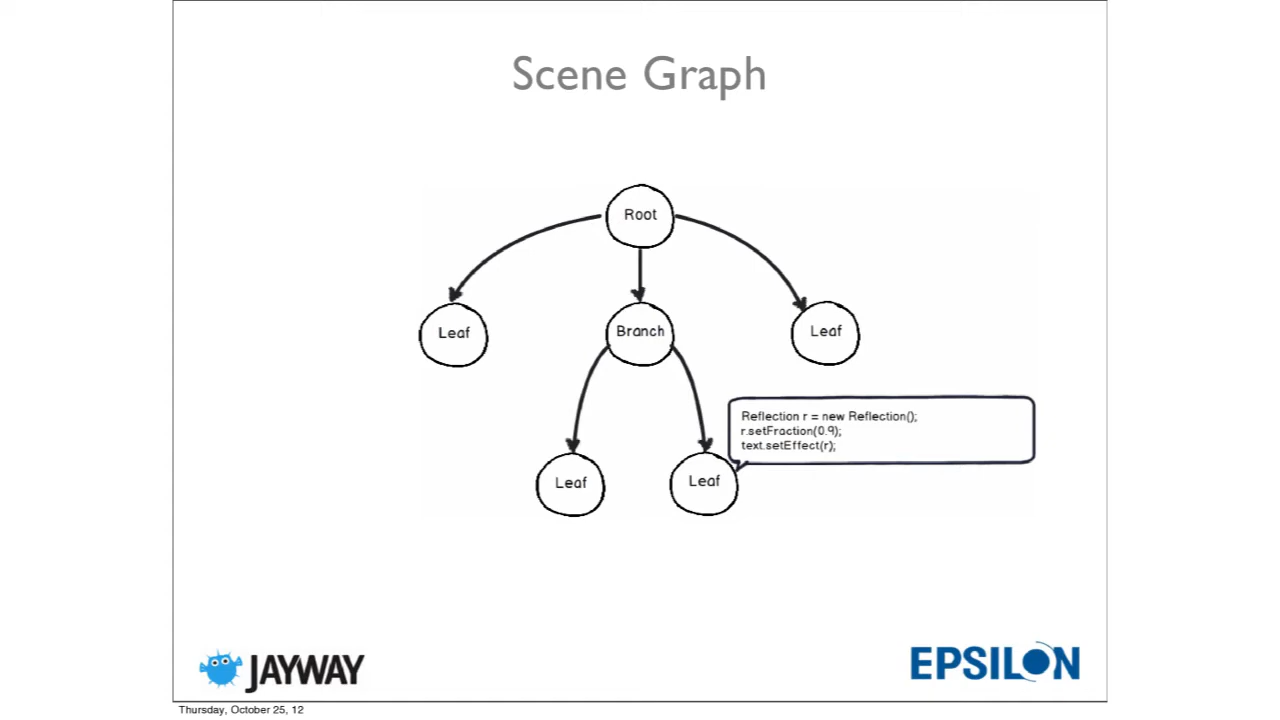 Scene Graph
Root
Leaf
Branch
Leaf
Reflection r = new Reflection();
r.setFraction(0.9);
text.setEffect(r);
Leaf
Leaf
JAYWAY
EPSILON
Thursday, October 25, 12